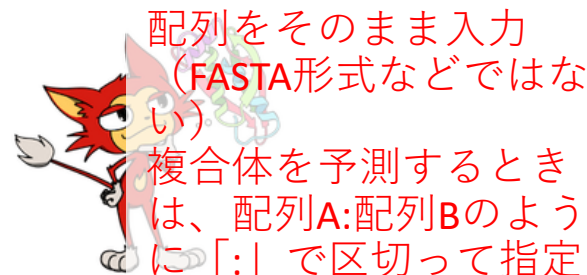 配列をそのまま入力
（FASTA形式などではな
い）
複合体を予測するとき
は、配列A:配列Bのよう
に「:」で区切って指定